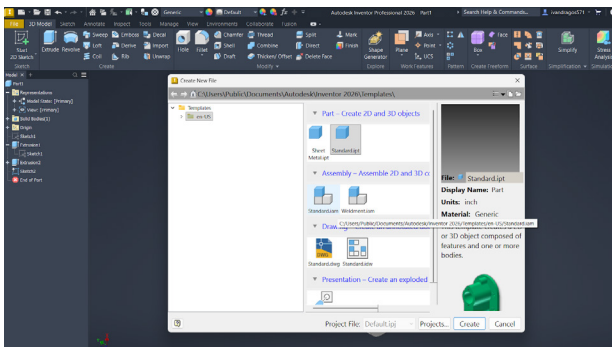 Generic
Default
Autodesk Inventor Professional 2026 Part1
Search Help & Commands...
ivandragos571
File 3D Model Sketch Annotate Inspect Tools Manage View Environments Collaborate Fusion
Start
2D Sketch
Extrude Revolve
Sweep Emboss Decal
Loft Derive Import
Coil Rib Unwrap
Hole Fillet
Chamfer Thread
Shell Combine
Draft Thicken/ Offset
Split
Direct
Delete Face
Mark
Finish
Shape
Generator
Plane
Axis
Point
UCS
Box
Face
Simplify
Stress
Analysis
Sketch Create Modify Explore Work Features Pattern Create Freeform Surface Simplification Simulation
Model
Part1
Representations
Model States: [Primary]
View: [Primary]
Solid Bodies(1)
Origin
Sketch1
Extrusion1
Sketch1
Extrusion2
Sketch2
End of Part
Create New File
C:\Users\Public\Documents\Autodesk\Inventor 2026\Templates\
Templates
en-US
Part – Create 2D and 3D objects
Sheet Metal.ipt
Standard.ipt
Assembly – Assemble 2D and 3D co
Standard.iam Weldment.iam
C:\Users\Public\Documents\Autodesk\Inventor 2026\Templates\en-US\Standard.iam
DWG
Standard.dwg Standard.idw
Presentation – Create an exploded
File: Standard.ipt
Display Name: Part
Units: inch
Material: Generic
or 3D object composed of
features and one or more
bodies.
Project File: Default.ipj
Projects... Create Cancel